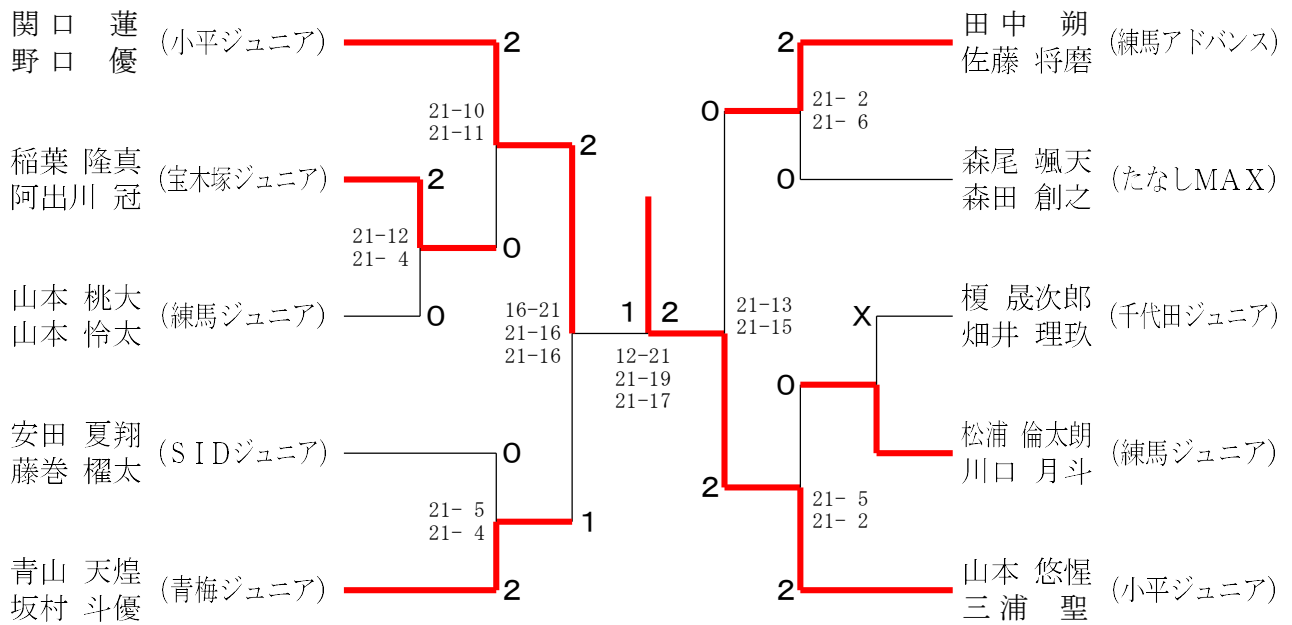 関口 蓮
野口 優
(小平ジュニア)
2
21-10
21-11
稲葉 隆真
阿出川 冠
(宝木塚ジュニア)
2
2
21-12
21- 4
0
山本 桃大
山本 怜太
(練馬ジュニア)
0
16-21
21-16
21-16
安田 夏翔
藤巻 櫂太
(SIDジュニア)
0
21- 5
21- 4
1
青山 天煌
坂村 斗優
(青梅ジュニア)
2
1
2
12-21
21-19
21-17
田中 朔
佐藤 将磨
(練馬アドバンス)
2
0
21- 2
21- 6
森尾 颯天
森田 創之
(たなしMAX)
0
21-13
21-15
榎 晟次郎
畑井 理玖
(千代田ジュニア)
X
0
松浦 倫太朗
川口 月斗
(練馬ジュニア)
2
21- 5
21- 2
山本 悠惺
三浦 聖
(小平ジュニア)
2